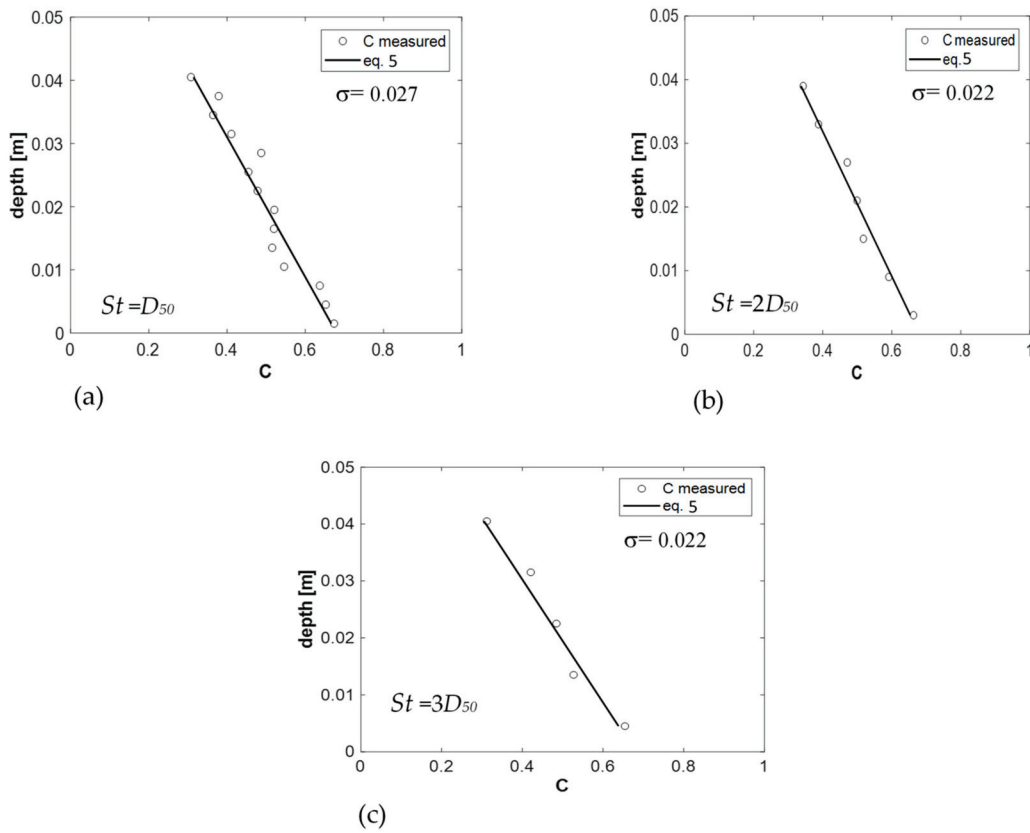 0.05
0.04
0.03
0.02
0.01
0
depth [m]
C measured
eq. 5
σ= 0.027
St =D50
0 0.2 0.4 0.6 0.8 1
C
(a)
0.05
0.04
0.03
0.02
0.01
0
depth [m]
C measured
eq. 5
σ= 0.022
St =2D50
0 0.2 0.4 0.6 0.8 1
C
(b)
0.05
0.04
0.03
0.02
0.01
0
depth [m]
C measured
eq. 5
σ= 0.022
St =3D50
0 0.2 0.4 0.6 0.8 1
C
(c)